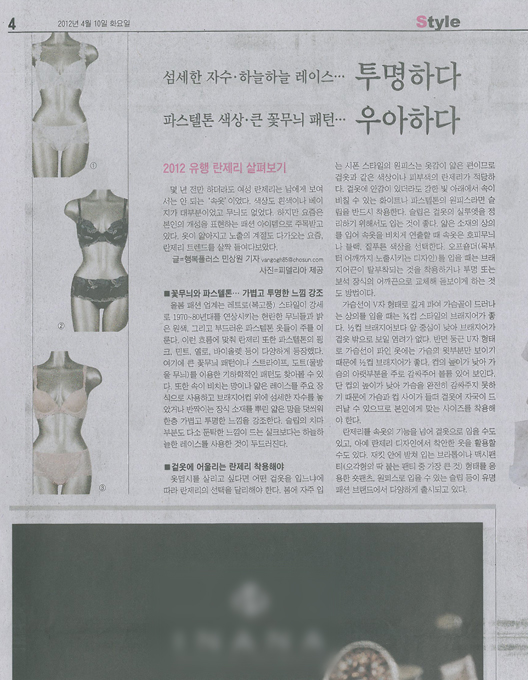 4
2012년 4월 10일 화요일
Style
섬세한 자수·하늘하늘 레이스… 투명하다
파스텔톤 색상·큰 꽃무늬 패턴… 우아하다
①
②
③
2012 유행 란제리 살펴보기
몇 년 전만 하더라도 여성 란제리는 남에게 보여
서는 안 되는 '속옷'이었다. 색상도 흰색이나 베이
지가 대부분이었고 무늬도 없었다. 하지만 요즘은
본인의 개성을 표현하는 패션 아이템으로 주목받고
있다. 옷이 얇아지고 노출의 계절도 다가오는 요즘,
란제리 트렌드를 살짝 들여다보았다.
글=행복플러스 민상원 기자
사진=피델리아 제공
■꽃무늬와 파스텔톤… 가볍고 투명한 느낌 강조
올봄 패션 업계는 레트로(복고풍) 스타일이 강세
로 1970~80년대를 연상시키는 현란한 무늬들과 밝
은 원색, 그리고 부드러운 파스텔톤 옷들이 주를 이
룬다. 이런 흐름에 맞춰 란제리 또한 파스텔톤의 핑
크, 민트, 옐로, 바이올렛 등이 다양하게 등장했다.
여기에 큰 꽃무늬 패턴이나 스트라이프, 도트(물방
울 무늬)를 이용한 기하학적인 패턴도 찾아볼 수 있
다. 또한 속이 비치는 망이나 얇은 레이스를 주요 장
식으로 사용하고 브래지어컵 위에 섬세한 자수를 놓
았거나 반짝이는 장식 소재를 뿌린 얇은 망을 덧씌워
한층 가볍고 투명한 느낌을 강조한다. 슬립의 치마
부분도 다소 둔탁한 느낌이 드는 실크보다는 하늘하
늘한 레이스를 사용한 것이 두드러진다.
■겉옷에 어울리는 란제리 착용해야
옷맵시를 살리고 싶다면 어떤 겉옷을 입느냐에
따라 란제리의 선택을 달리해야 한다. 봄에 자주 입
는 시폰 스타일의 원피스는 옷감이 얇은 편이므로
겉옷과 같은 색상이나 피부색의 란제리가 적당하
다. 겉옷에 안감이 있더라도 강한 빛 아래에서 속이
비칠 수 있는 화이트나 파스텔톤의 원피스라면 슬
립을 반드시 착용한다. 슬립은 겉옷의 실루엣을 정
리하기 위해서도 입는 것이 좋다. 얇은 소재의 상의
를 입어 속옷을 비치게 연출할 때 속옷은 호피무늬
나 블랙, 짙푸른 색상을 선택한다. 오프숄더(목부터
어깨까지 노출시키는 디자인)를 입을 때는 브래
지어끈이 탈부착되는 것을 착용하거나 투명 또는
보석 장식의 어깨끈으로 교체해 돋보이게 하는 것
도 방법이다.
가슴선이 V자 형태로 깊게 파여 가슴골이 드러나
는 상의를 입을 때는 ¾컵 스타일의 브래지어가 좋
다. ½컵 브래지어보다 앞 중심이 낮아 브래지어가
겉옷 밖으로 보일 염려가 없다. 반면 둥근 U자 형태
로 가슴선이 파인 옷에는 가슴의 윗부분만 보이기
때문에 ½컵 브래지어가 좋다. 컵의 높이가 낮아 가
슴의 아랫부분을 주로 감싸주어 볼륨 있어 보인다.
단 컵의 높이가 낮아 가슴을 완전히 감싸주지 못하
기 때문에 가슴과 컵 사이가 들떠 겉옷에 자국이 드
러날 수 있으므로 본인에게 맞는 사이즈를 착용해
야 한다.
란제리를 속옷의 기능을 넘어 겉옷으로 입을 수도
있고, 아예 란제리 디자인에서 착안한 옷을 활용할
수도 있다. 재킷 안에 받쳐 입는 브라톱이나 맥시팬
티(오각형의 딱 붙는 팬티 중 가장 큰 것) 형태를 응
용한 숏팬츠, 원피스로 입을 수 있는 슬립 등이 유명
패션 브랜드에서 다양하게 출시되고 있다.
INANA